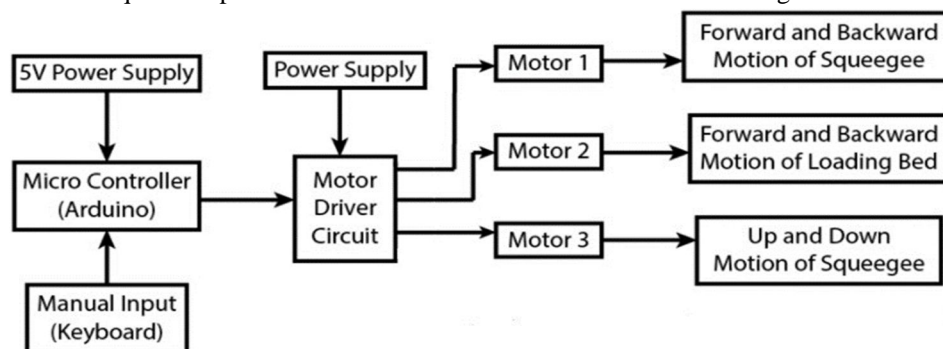 5V Power Supply
Power Supply
Motor 1
Forward and Backward
Motion of Squeegee
Micro Controller
(Arduino)
Motor
Driver
Circuit
Motor 2
Forward and Backward
Motion of Loading Bed
Motor 3
Up and Down
Motion of Squeegee
Manual Input
(Keyboard)